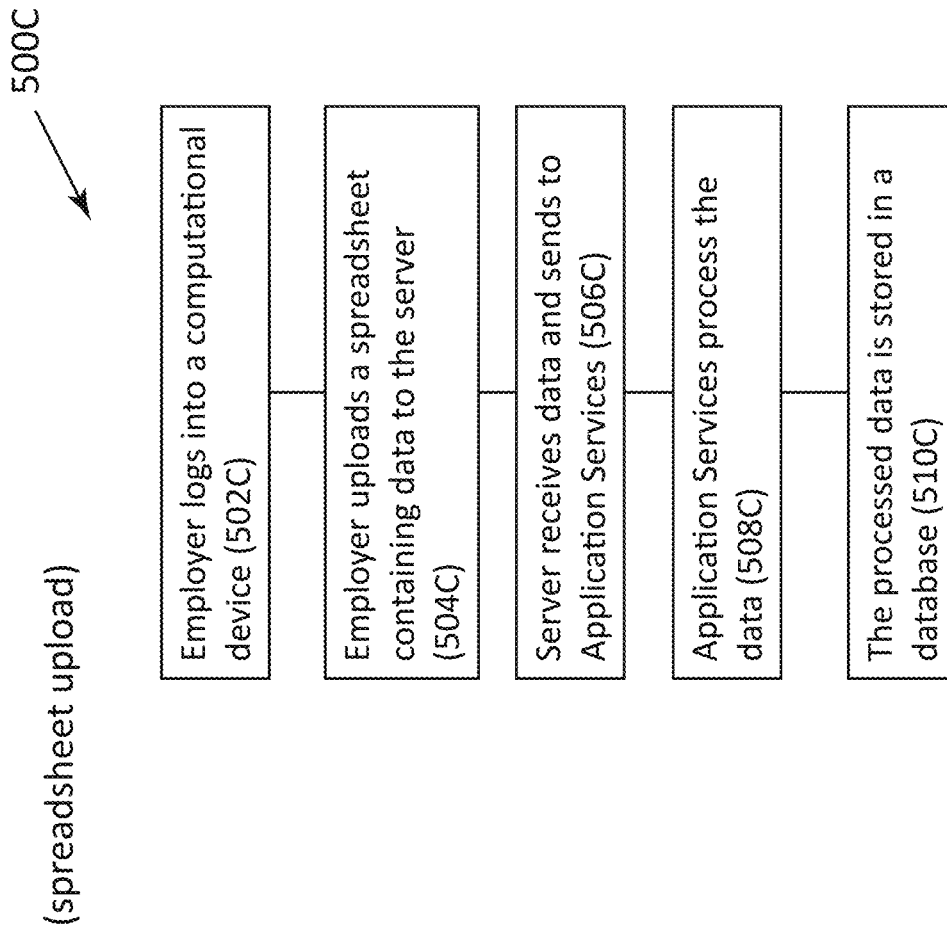 (spreadsheet upload)
500C
Employer logs into a computational
device (502C)
Employer uploads a spreadsheet
containing data to the server
(504C)
Server receives data and sends to
Application Services (506C)
Application Services process the
data (508C)
The processed data is stored in a
database (510C)